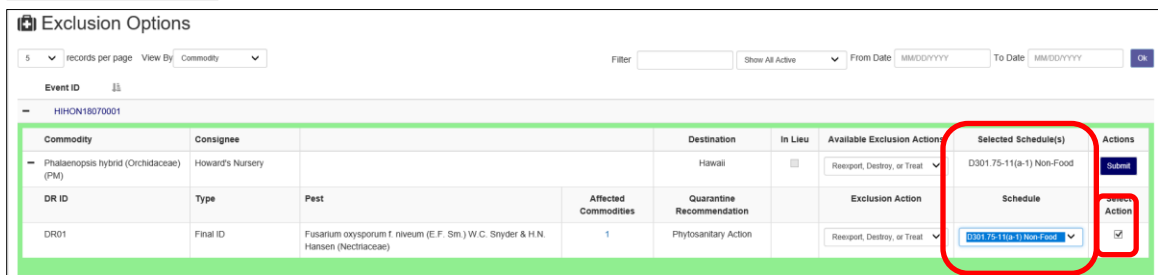 Exclusion Options
5 records per page View By Commodity Filter Show All Active From Date MM/DD/YYYY To Date MM/DD/YYYY Ok
Event ID
HIHON18070001
Commodity Consignee Destination In Lieu Available Exclusion Actions Selected Schedule(s) Actions
Phalaenopsis hybrid (Orchidaceae) Howard's Nursery Hawaii Reexport, Destroy, or Treat D301.75-11(a-1) Non-Food Submit
(PM)
DR ID Type Pest Affected Quarantine Exclusion Action Schedule Select
Commodities Recommendation Action
DR01 Final ID Fusarium oxysporum f. niveum (E.F. Sm.) W.C. Snyder & H.N. 1 Phytosanitary Action Reexport, Destroy, or Treat D301.75-11(a-1) Non-Food
Hansen (Nectriaceae)